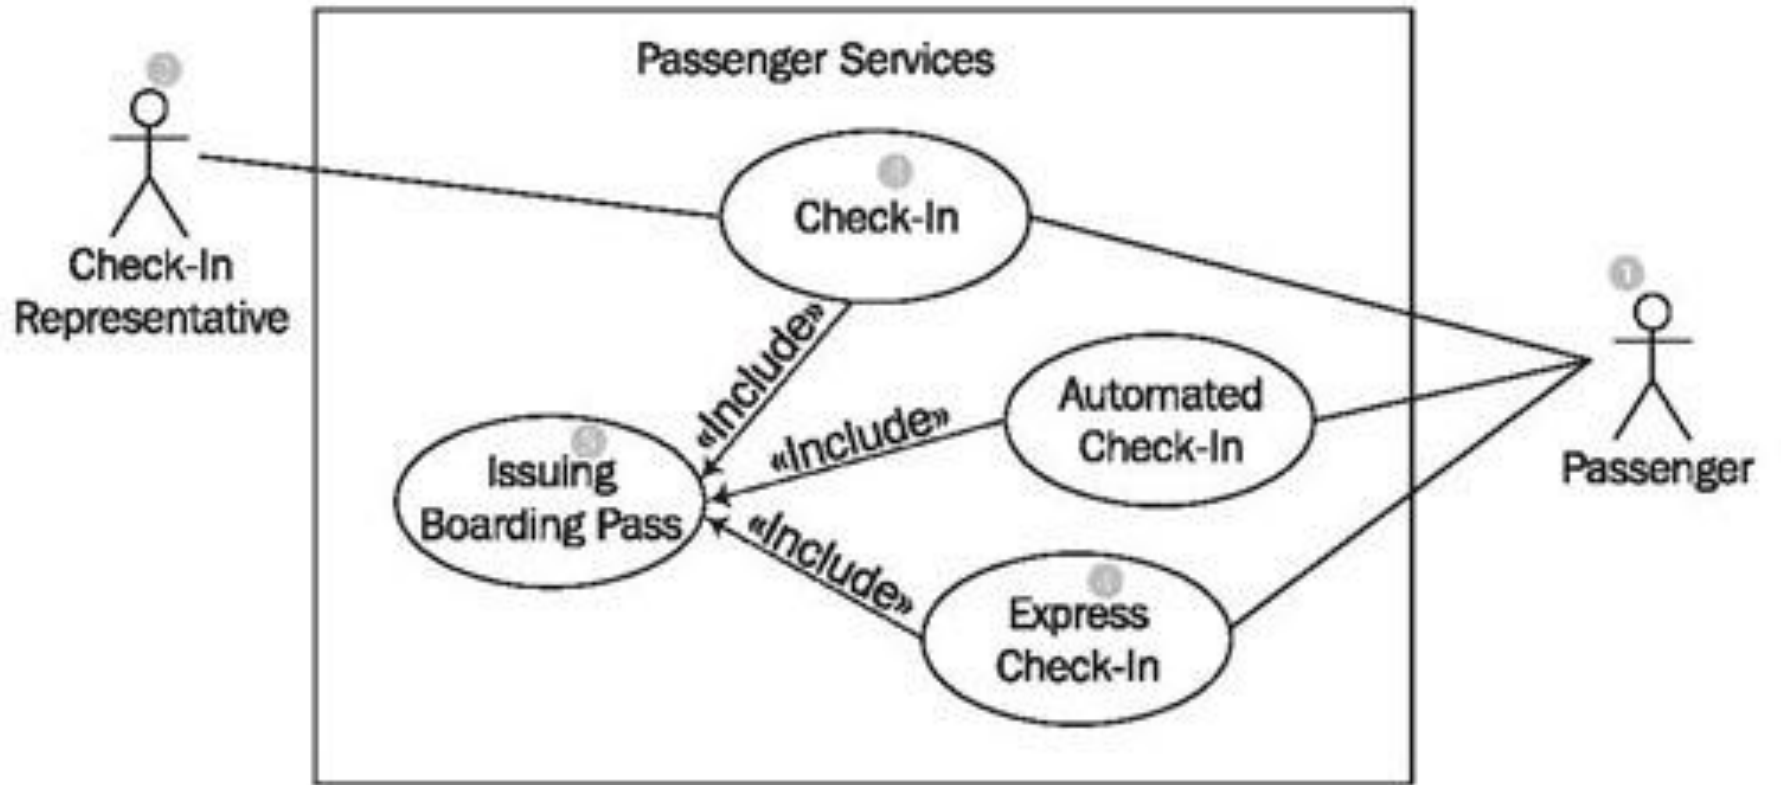 Passenger Services
Check-In
Check-In
Representative
«Include»
Automated
Check-In
«Include»
Issuing
Boarding Pass
«Include»
Express
Check-In
1
Passenger